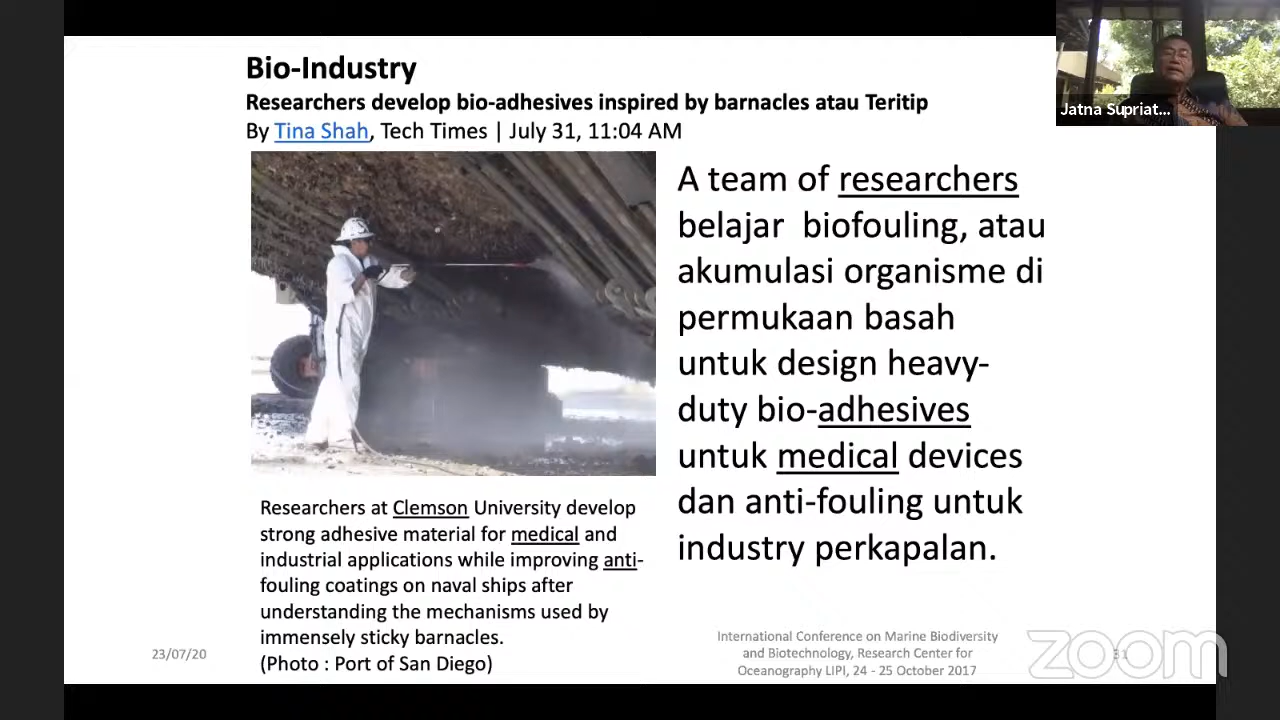 Bio-Industry
Researchers develop bio-adhesives inspired by barnacles atau Teritip
By Tina Shah, Tech Times | July 31, 11:04 AM
Jatna Supriat...
A team of researchers
belajar biofouling, atau
akumulasi organisme di
permukaan basah
untuk design heavy-
duty bio-adhesives
untuk medical devices
dan anti-fouling untuk
industry perkapalan.
Researchers at Clemson University develop
strong adhesive material for medical and
industrial applications while improving anti-
fouling coatings on naval ships after
understanding the mechanisms used by
immensely sticky barnacles.
(Photo : Port of San Diego)
23/07/20
International Conference on Marine Biodiversity
and Biotechnology, Research Center for
Oceanography LIPI, 24 - 25 October 2017
zoom